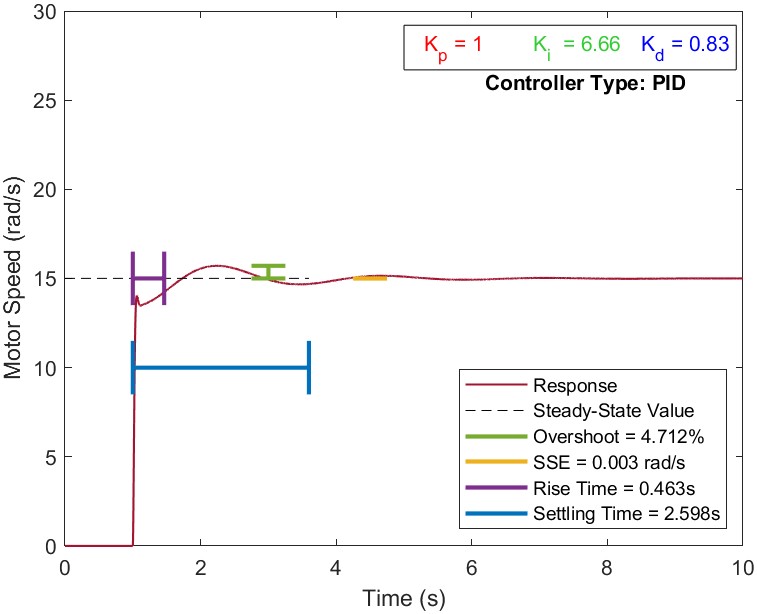 30
25
20
15
10
5
0
Motor Speed (rad/s)
K_p = 1 K_i = 6.66 K_d = 0.83
Controller Type: PID
Response
Steady-State Value
Overshoot = 4.712%
SSE = 0.003 rad/s
Rise Time = 0.463s
Settling Time = 2.598s
0 2 4 6 8 10
Time (s)